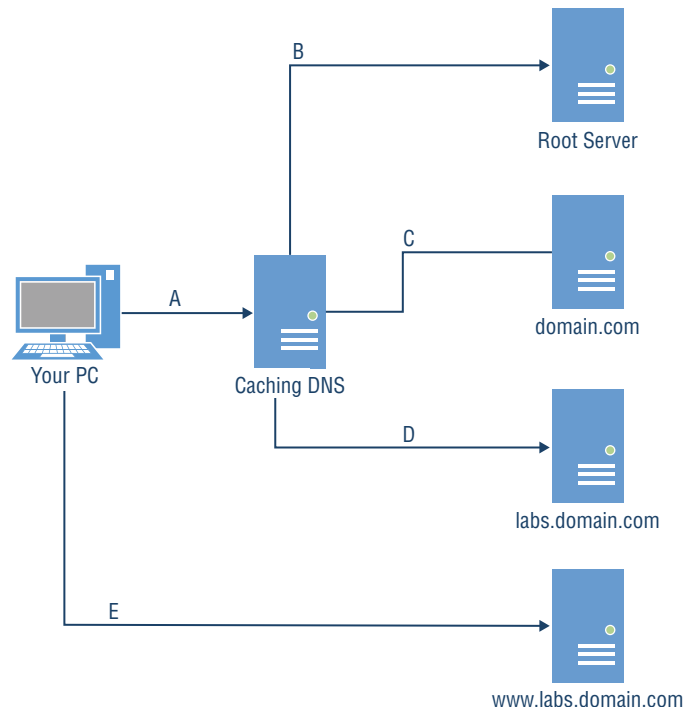 B
Root Server
C
domain.com
A
Your PC
Caching DNS
D
labs.domain.com
E
www.labs.domain.com